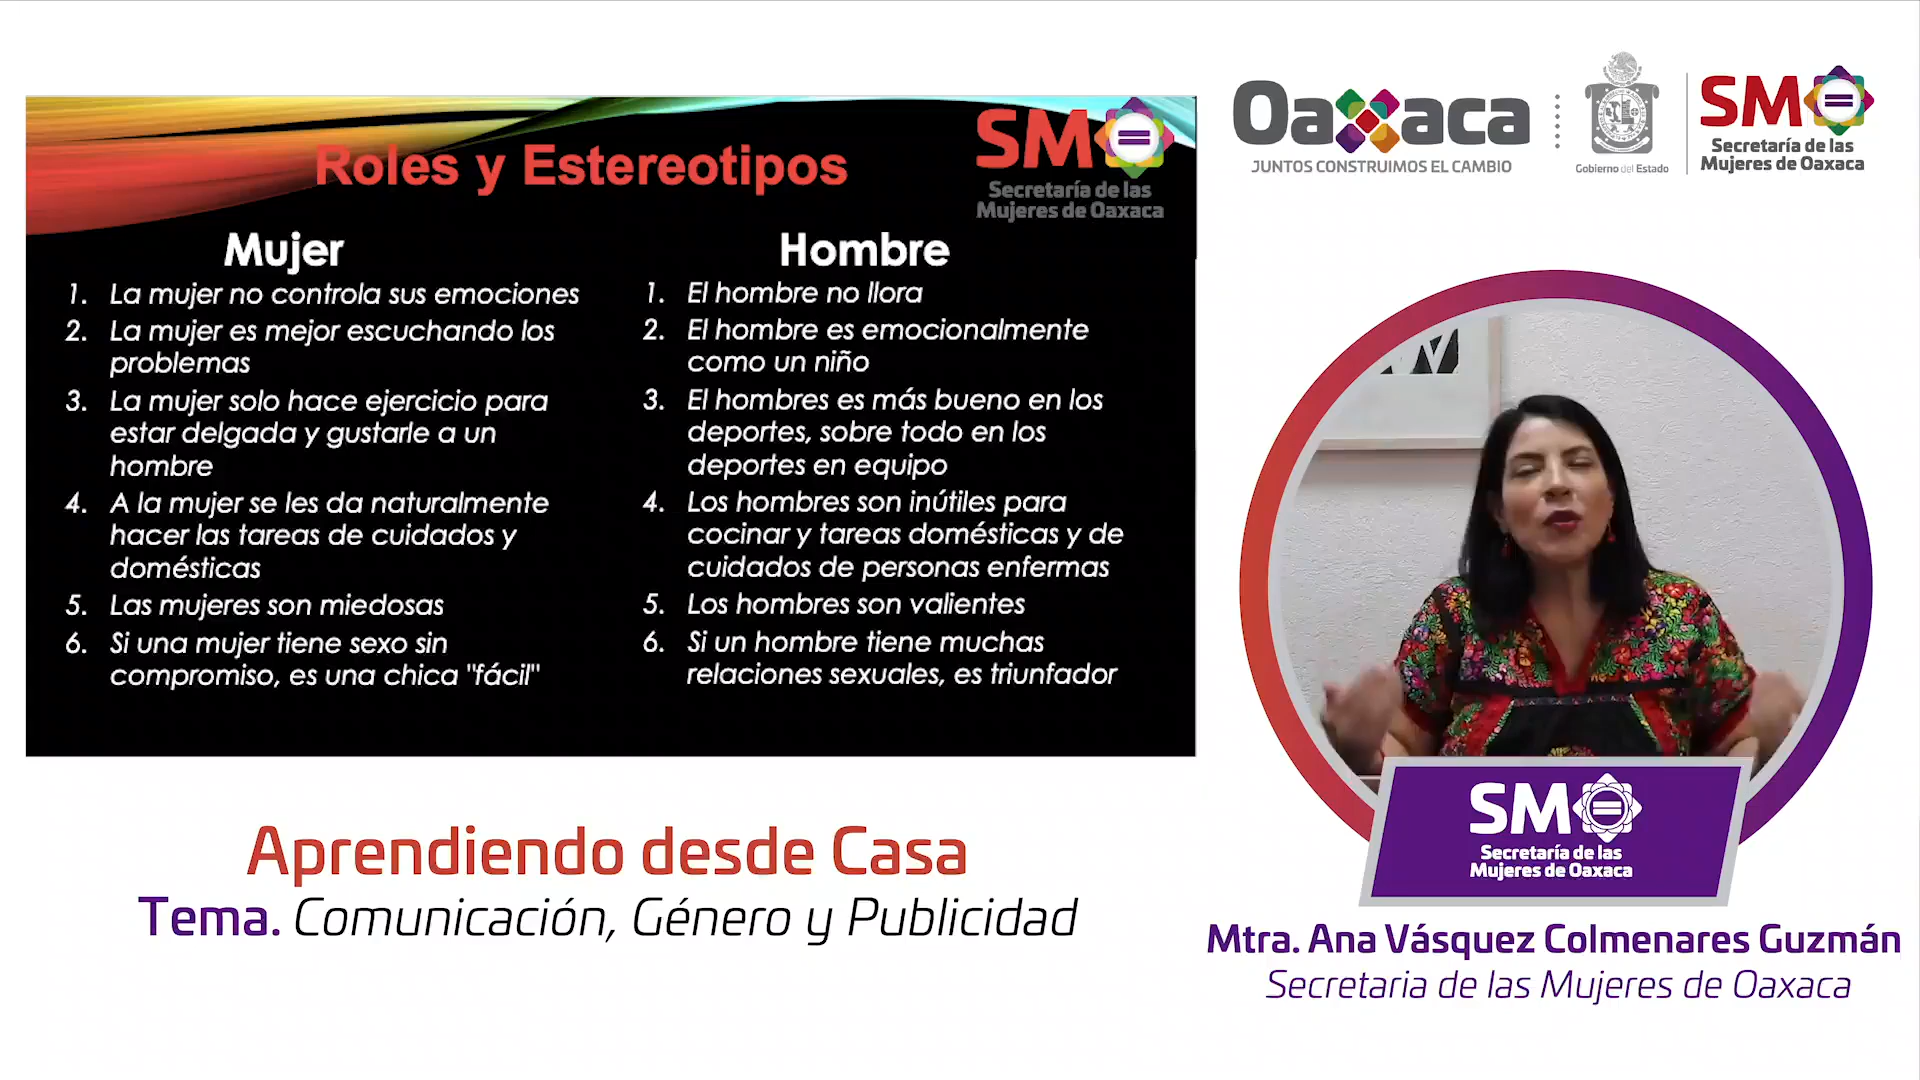 Roles y Estereotipos
SM
Secretaría de las
Mujeres de Oaxaca
Mujer
1. La mujer no controla sus emociones
2. La mujer es mejor escuchando los
problemas
3. La mujer solo hace ejercicio para
estar delgada y gustarle a un
hombre
4. A la mujer se les da naturalmente
hacer las tareas de cuidados y
domésticas
5. Las mujeres son miedosas
6. Si una mujer tiene sexo sin
compromiso, es una chica "fácil"
Hombre
1. El hombre no llora
2. El hombre es emocionalmente
como un niño
3. El hombres es más bueno en los
deportes, sobre todo en los
deportes en equipo
4. Los hombres son inútiles para
cocinar y tareas domésticas y de
cuidados de personas enfermas
5. Los hombres son valientes
6. Si un hombre tiene muchas
relaciones sexuales, es triunfador
Oaxaca
JUNTOS CONSTRUIMOS EL CAMBIO
Gobierno del Estado
SM
Secretaría de las
Mujeres de Oaxaca
SM
Secretaría de las
Mujeres de Oaxaca
Aprendiendo desde Casa
Tema. Comunicación, Género y Publicidad
Mtra. Ana Vásquez Colmenares Guzmán
Secretaria de las Mujeres de Oaxaca